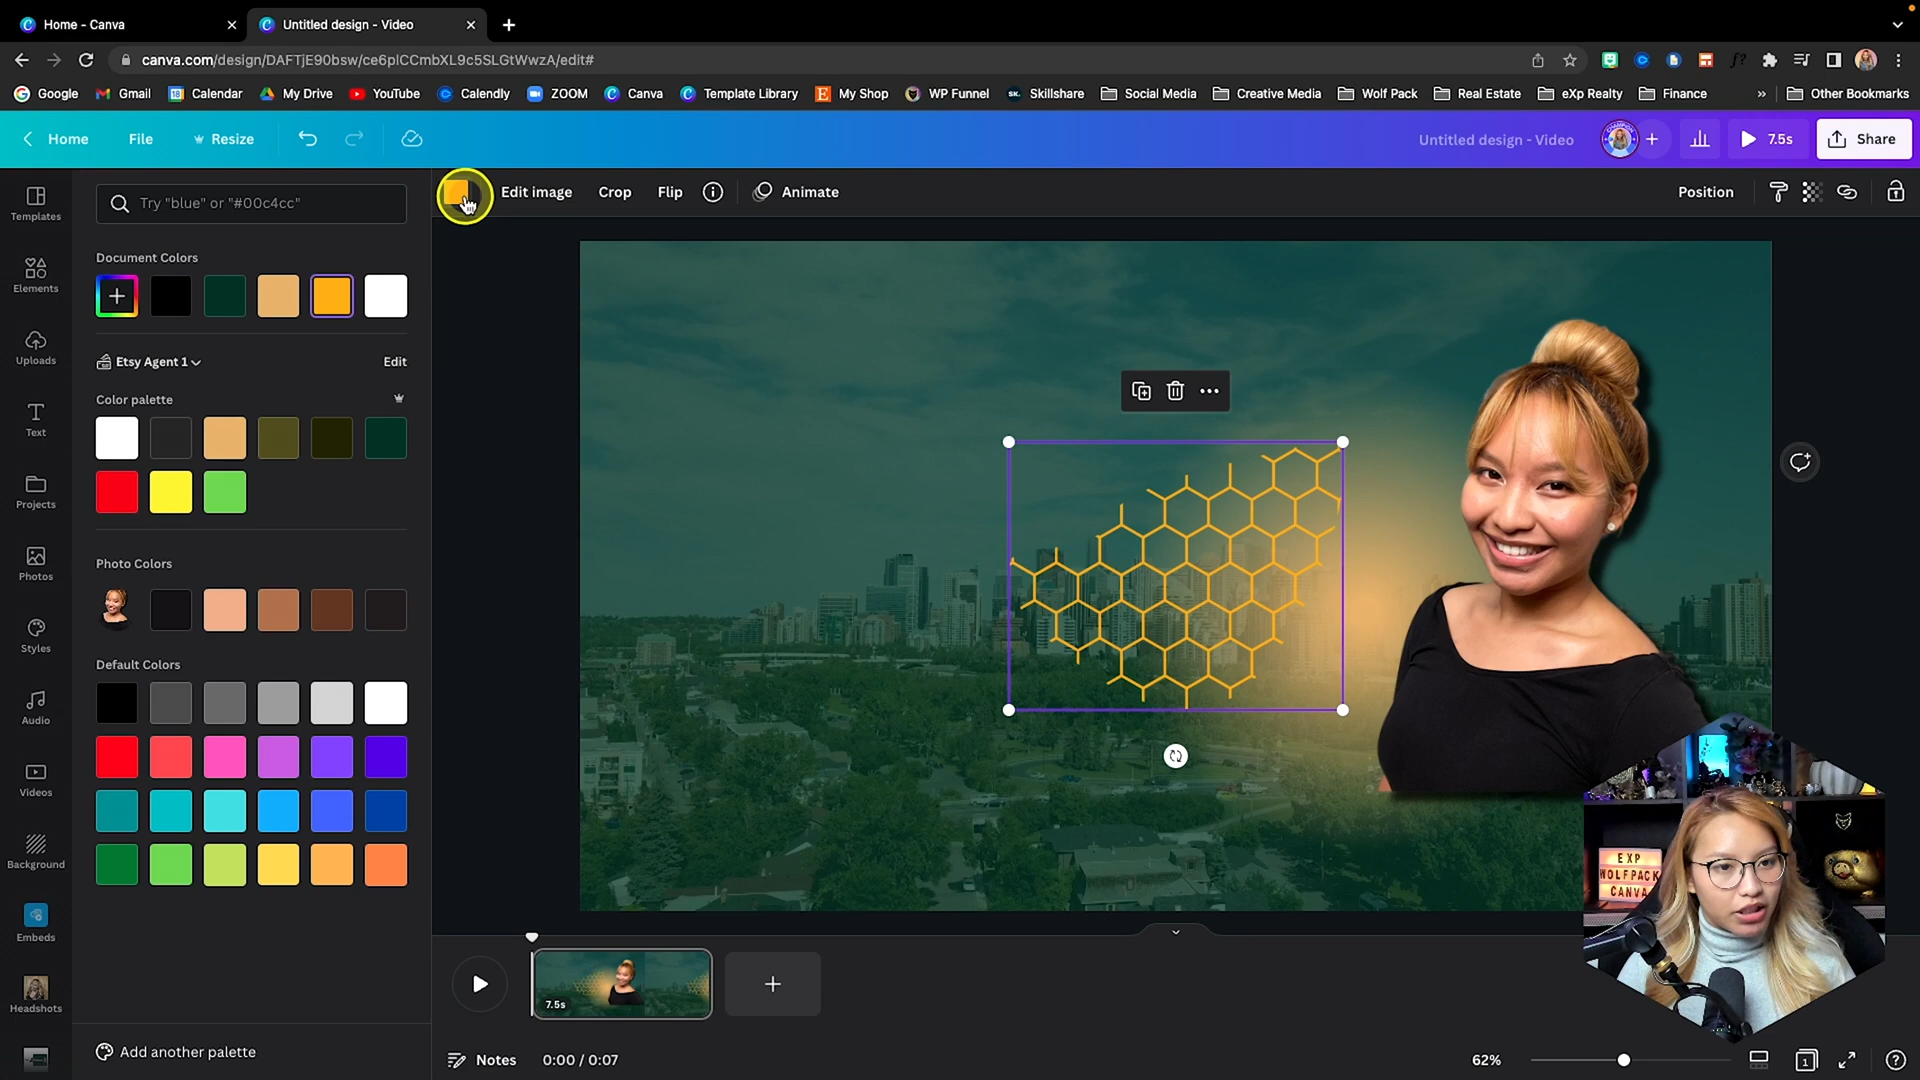 Home - Canva
Untitled design - Video
canva.com/design/DAFTjE90bsw/ce6plCCmbXL9c5SLGtWwzA/edit#
Google
Gmail
Calendar
My Drive
YouTube
Calendly
ZOOM
Canva
Template Library
My Shop
WP Funnel
Skillshare
Social Media
Creative Media
Wolf Pack
Real Estate
eXp Realty
Finance
»
Other Bookmarks
Home
File
Resize
Untitled design - Video
7.5s
Share
Templates
Elements
Uploads
Text
Projects
Photos
Styles
Audio
Videos
Background
Embeds
Headshots
Try "blue" or "#00c4cc"
Document Colors
Etsy Agent 1
Edit
Color palette
Photo Colors
Default Colors
Add another palette
Edit image
Crop
Flip
Animate
Position
EXP
WOLFPACK
CANVA
7.5s
Notes
0:00 / 0:07
62%
1